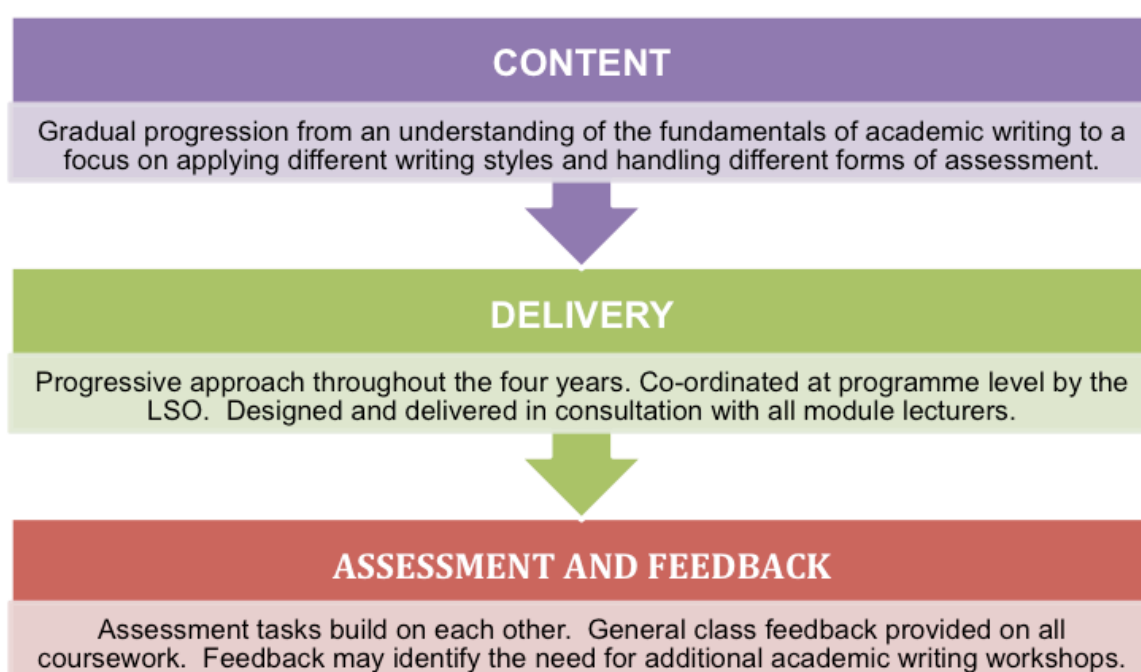 CONTENT
Gradual progression from an understanding of the fundamentals of academic writing to a
focus on applying different writing styles and handling different forms of assessment.
DELIVERY
Progressive approach throughout the four years. Co-ordinated at programme level by the
LSO.  Designed and delivered in consultation with all module lecturers.
ASSESSMENT AND FEEDBACK
Assessment tasks build on each other.  General class feedback provided on all
coursework.  Feedback may identify the need for additional academic writing workshops.